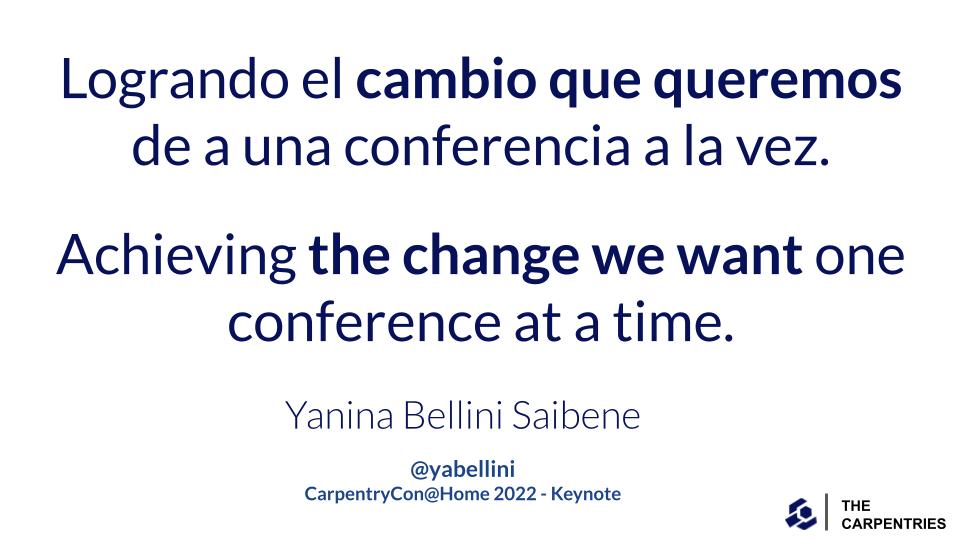 Logrando el cambio que queremos
de a una conferencia a la vez.
Achieving the change we want one
conference at a time.
Yanina Bellini Saibene
@yabellini
CarpentryCon@Home 2022 - Keynote
THE
CARPENTRIES